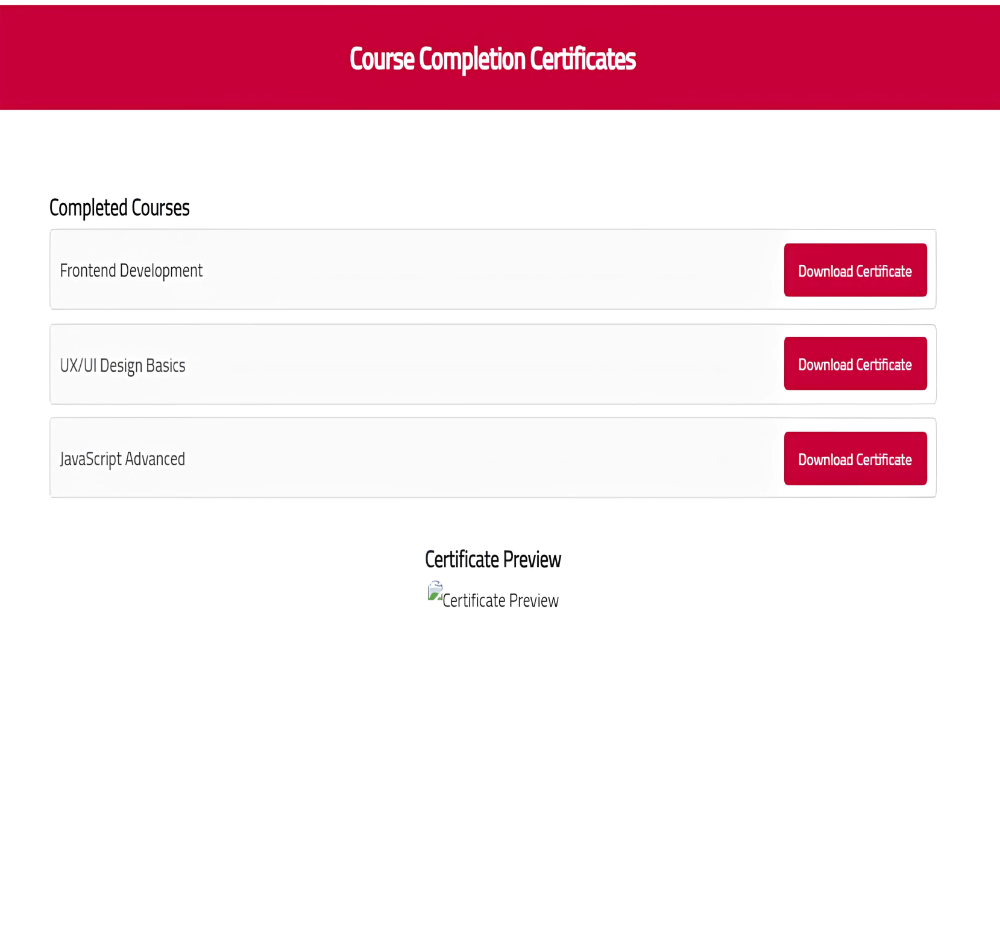 Course Completion Certificates
Completed Courses
Frontend Development
Download Certificate
UX/UI Design Basics
Download Certificate
JavaScript Advanced
Download Certificate
Certificate Preview
Certificate Preview